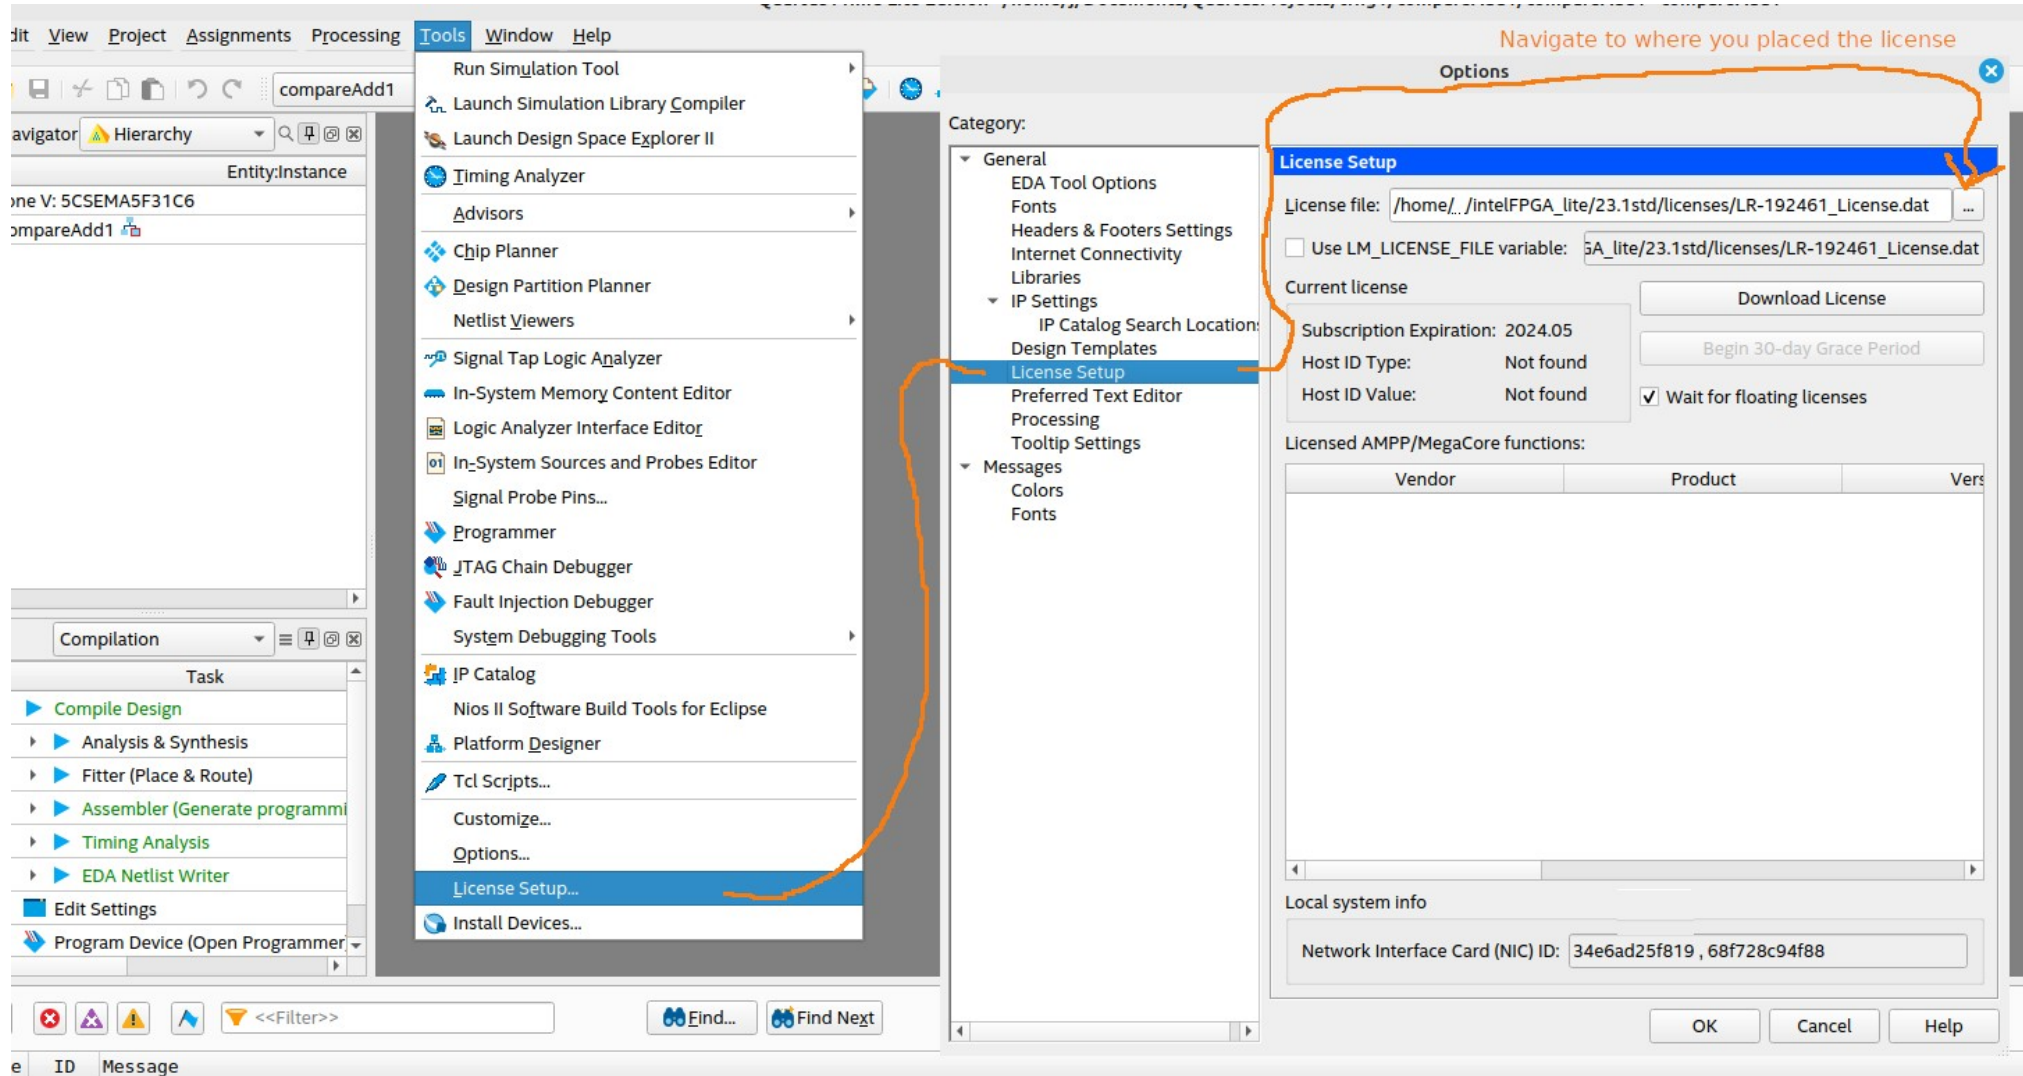 dit View Project Assignments Processing Tools Window Help
Navigate to where you placed the license
compareAdd1
avigator Hierarchy
Entity:Instance
one V: 5CSEMA5F31C6
ompareAdd1
Run Simulation Tool
Launch Simulation Library Compiler
Launch Design Space Explorer II
Timing Analyzer
Advisors
Chip Planner
Design Partition Planner
Netlist Viewers
Signal Tap Logic Analyzer
In-System Memory Content Editor
Logic Analyzer Interface Editor
In-System Sources and Probes Editor
Signal Probe Pins...
Programmer
JTAG Chain Debugger
Fault Injection Debugger
System Debugging Tools
IP Catalog
Nios II Software Build Tools for Eclipse
Platform Designer
Tcl Scripts...
Customize...
Options...
License Setup...
Install Devices...
Compilation
Task
Compile Design
Analysis & Synthesis
Fitter (Place & Route)
Assembler (Generate programmi
Timing Analysis
EDA Netlist Writer
Edit Settings
Program Device (Open Programmer
<<Filter>>
Find...
Find Next
e ID Message
Options
Category:
General
EDA Tool Options
Fonts
Headers & Footers Settings
Internet Connectivity
Libraries
IP Settings
IP Catalog Search Location
Design Templates
License Setup
Preferred Text Editor
Processing
Tooltip Settings
Messages
Colors
Fonts
License Setup
License file: /home/ /intelFPGA_lite/23.1std/licenses/LR-192461_License.dat ...
Use LM_LICENSE_FILE variable: GA_lite/23.1std/licenses/LR-192461_License.dat
Current license
Download License
Subscription Expiration: 2024.05
Begin 30-day Grace Period
Host ID Type: Not found
Host ID Value: Not found
Wait for floating licenses
Licensed AMPP/MegaCore functions:
Vendor Product Vers
Local system info
Network Interface Card (NIC) ID: 34e6ad25f819 , 68f728c94f88
OK Cancel Help